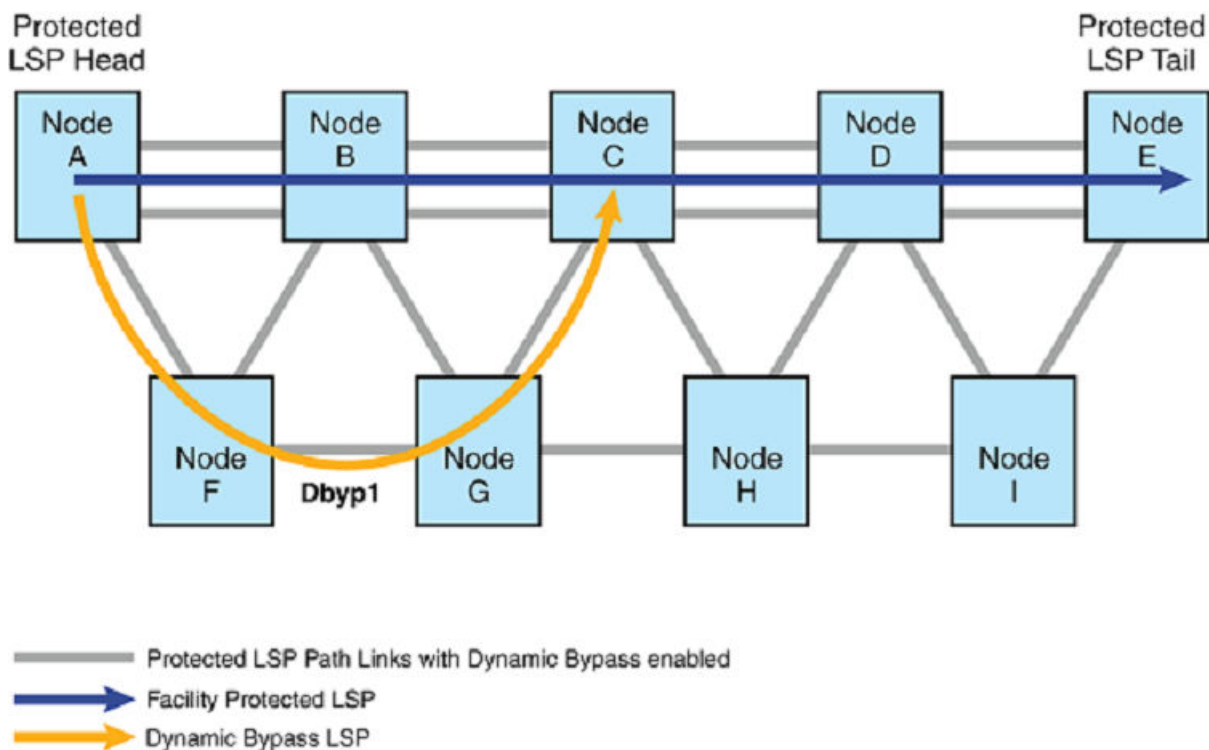 Protected
LSP Head
Protected
LSP Tail
Node
A
Node
B
Node
C
Node
D
Node
E
Node
F
Dbyp1
Node
G
Node
H
Node
I
Protected LSP Path Links with Dynamic Bypass enabled
Facility Protected LSP
Dynamic Bypass LSP